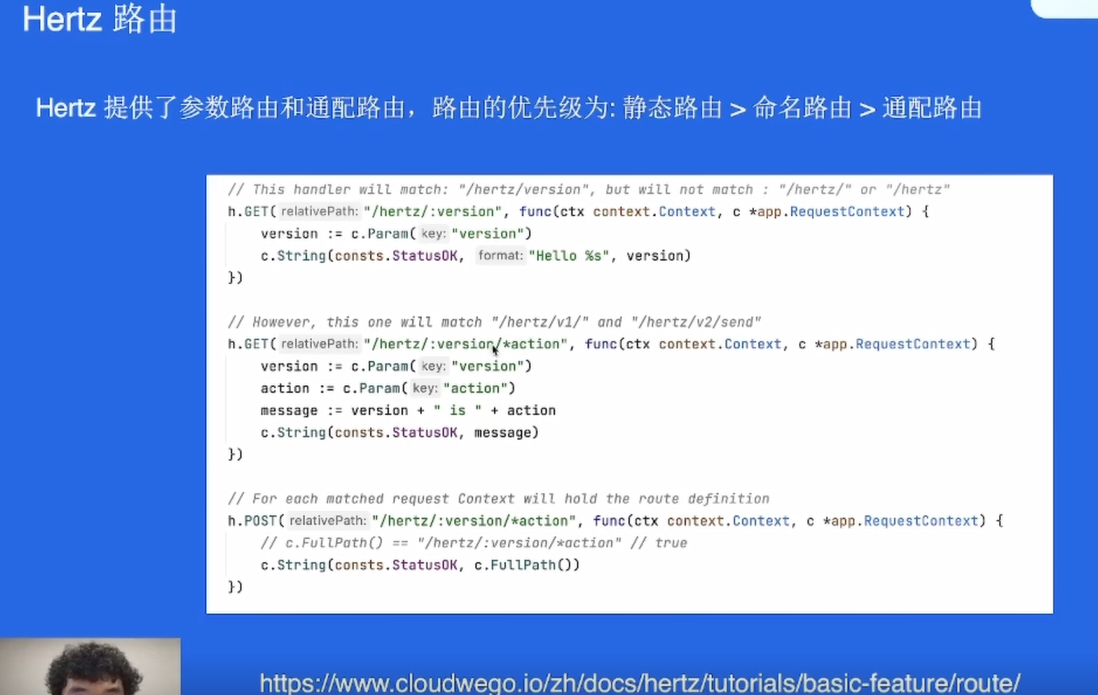 Hertz 路由
Hertz 提供了参数路由和通配路由，路由的优先级为: 静态路由 > 命名路由 > 通配路由
// This handler will match: "/hertz/version", but will not match : "/hertz/" or "/hertz"
h.GET( relativePath: "/hertz/:version", func(ctx context.Context, c *app.RequestContext) {
version := c.Param( key: "version")
c.String(consts.StatusOK, format: "Hello %s", version)
})
// However, this one will match "/hertz/v1/" and "/hertz/v2/send"
h.GET( relativePath: "/hertz/:version/*action", func(ctx context.Context, c *app.RequestContext) {
version := c.Param( key: "version")
action := c.Param( key: "action")
message := version + " is " + action
c.String(consts.StatusOK, message)
})
// For each matched request Context will hold the route definition
h.POST( relativePath: "/hertz/:version/*action", func(ctx context.Context, c *app.RequestContext) {
// c.FullPath() == "/hertz/:version/*action" // true
c.String(consts.StatusOK, c.FullPath())
})
https://www.cloudwego.io/zh/docs/hertz/tutorials/basic-feature/route/